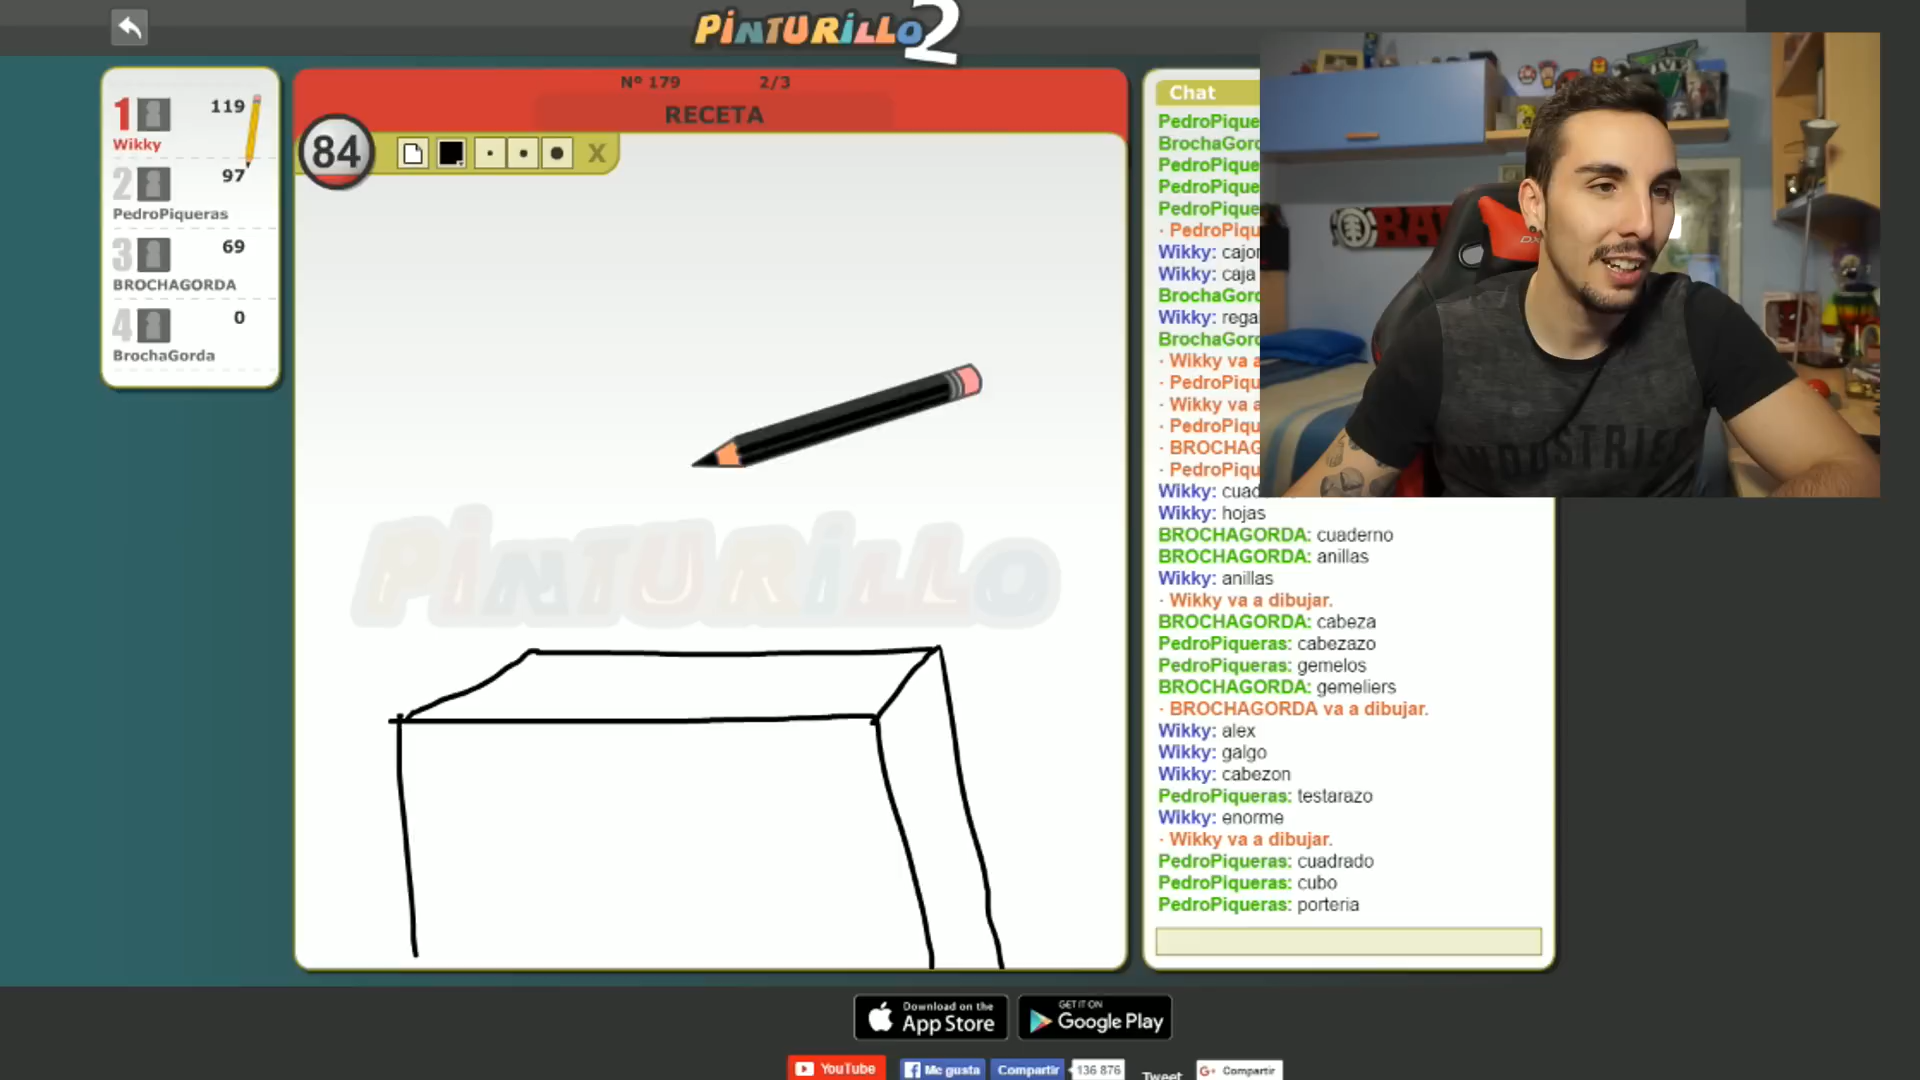 PINTURILLO 2
Nº 179 2/3
RECETA
84
X
1 119
Wikky
2 97
PedroPiqueras
3 69
BROCHAGORDA
4 0
BrochaGorda
PINTURILLO
Chat
PedroPique
BrochaGord
PedroPique
PedroPique
PedroPique
· PedroPiqu
Wikky: cajon
Wikky: caja
BrochaGord
Wikky: rega
BrochaGord
· Wikky va a
· PedroPiqu
· Wikky va a
· PedroPiqu
· BROCHAG
· PedroPiqu
Wikky: cuad
Wikky: hojas
BROCHAGORDA: cuaderno
BROCHAGORDA: anillas
Wikky: anillas
· Wikky va a dibujar.
BROCHAGORDA: cabeza
PedroPiqueras: cabezazo
PedroPiqueras: gemelos
BROCHAGORDA: gemeliers
· BROCHAGORDA va a dibujar.
Wikky: alex
Wikky: galgo
Wikky: cabezon
PedroPiqueras: testarazo
Wikky: enorme
· Wikky va a dibujar.
PedroPiqueras: cuadrado
PedroPiqueras: cubo
PedroPiqueras: porteria
BA
DX
INDUSTRIE
Download on the
App Store
GET IT ON
Google Play
YouTube
Me gusta
Compartir
136 876
Tweet
G+ Compartir